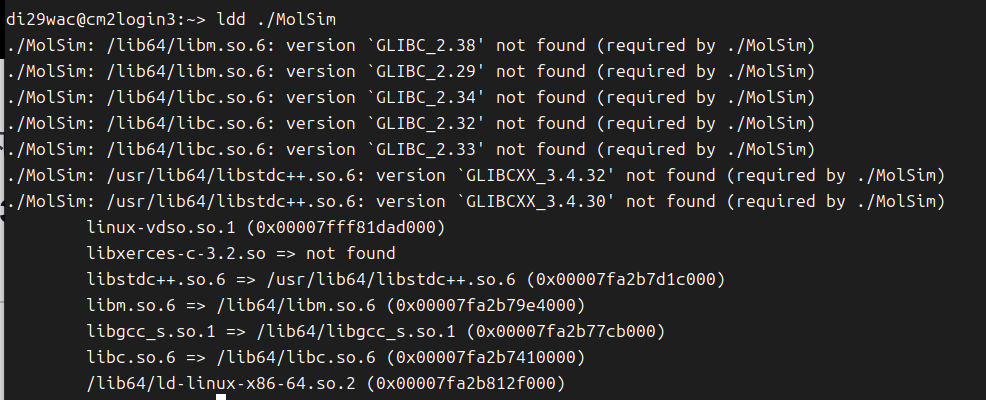 di29wac@cm2login3:~> ldd ./MolSim
./MolSim: /lib64/libm.so.6: version `GLIBC_2.38' not found (required by ./MolSim)
./MolSim: /lib64/libm.so.6: version `GLIBC_2.29' not found (required by ./MolSim)
./MolSim: /lib64/libc.so.6: version `GLIBC_2.34' not found (required by ./MolSim)
./MolSim: /lib64/libc.so.6: version `GLIBC_2.32' not found (required by ./MolSim)
./MolSim: /lib64/libc.so.6: version `GLIBC_2.33' not found (required by ./MolSim)
./MolSim: /usr/lib64/libstdc++.so.6: version `GLIBCXX_3.4.32' not found (required by ./MolSim)
./MolSim: /usr/lib64/libstdc++.so.6: version `GLIBCXX_3.4.30' not found (required by ./MolSim)
linux-vdso.so.1 (0x00007fff81dad000)
libxerces-c-3.2.so => not found
libstdc++.so.6 => /usr/lib64/libstdc++.so.6 (0x00007fa2b7d1c000)
libm.so.6 => /lib64/libm.so.6 (0x00007fa2b79e4000)
libgcc_s.so.1 => /lib64/libgcc_s.so.1 (0x00007fa2b77cb000)
libc.so.6 => /lib64/libc.so.6 (0x00007fa2b7410000)
/lib64/ld-linux-x86-64.so.2 (0x00007fa2b812f000)